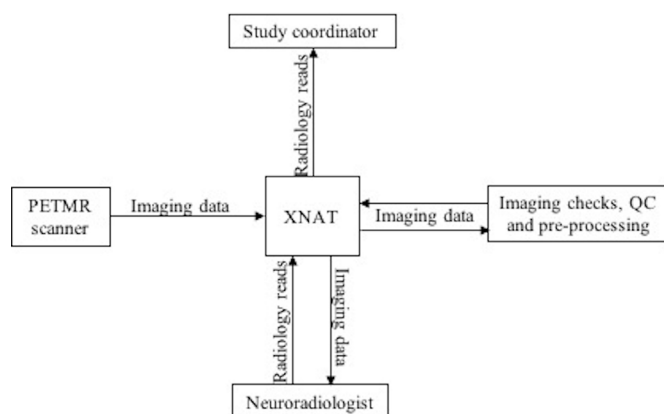 Study coordinator
Radiology reads
PETMR
scanner
Imaging data
XNAT
Imaging data
Imaging checks, QC
and pre-processing
Radiology reads
Imaging data
Neuroradiologist